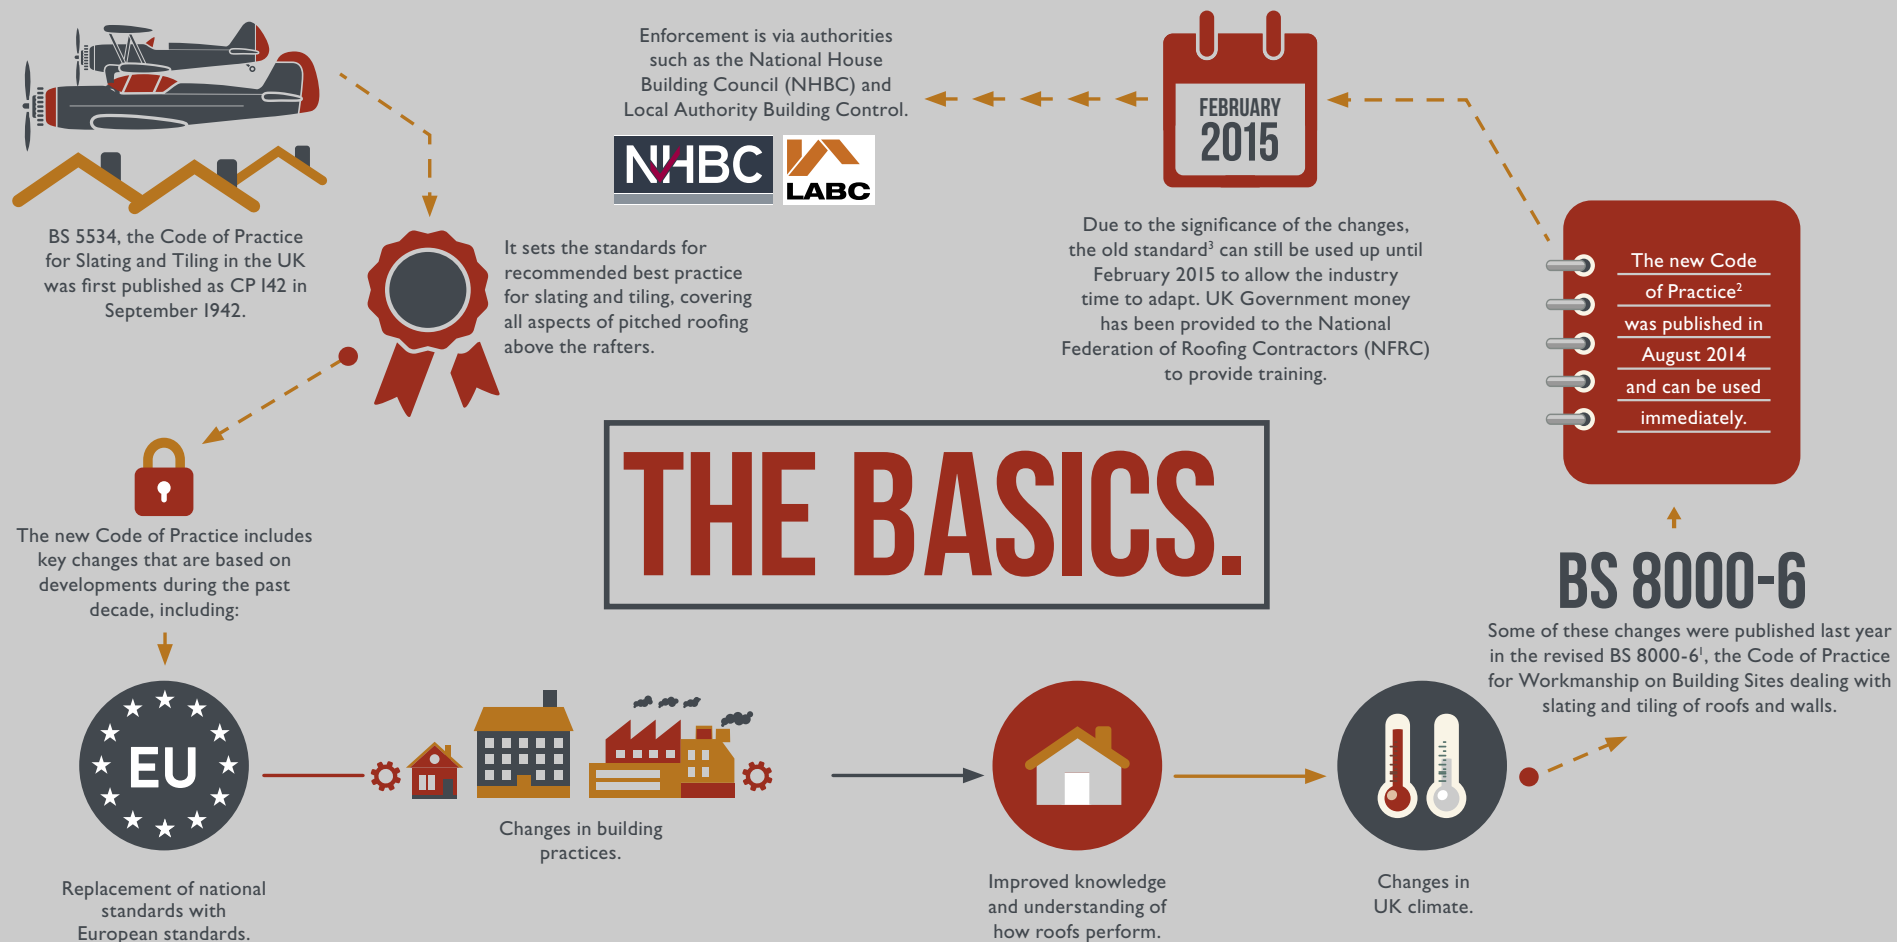 BS 5534, the Code of Practice
for Slating and Tiling in the UK
was first published as CP 142 in
September 1942.
It sets the standards for
recommended best practice
for slating and tiling, covering
all aspects of pitched roofing
above the rafters.
The new Code of Practice includes
key changes that are based on
developments during the past
decade, including:
EU
Replacement of national
standards with
European standards.
Changes in building
practices.
Improved knowledge
and understanding of
how roofs perform.
Changes in
UK climate.
BS 8000-6
Some of these changes were published last year
in the revised BS 8000-6¹, the Code of Practice
for Workmanship on Building Sites dealing with
slating and tiling of roofs and walls.
The new Code
of Practice²
was published in
August 2014
and can be used
immediately.
FEBRUARY
2015
Due to the significance of the changes,
the old standard³ can still be used up until
February 2015 to allow the industry
time to adapt. UK Government money
has been provided to the National
Federation of Roofing Contractors (NFRC)
to provide training.
Enforcement is via authorities
such as the National House
Building Council (NHBC) and
Local Authority Building Control.
NHBC
LABC
THE BASICS.